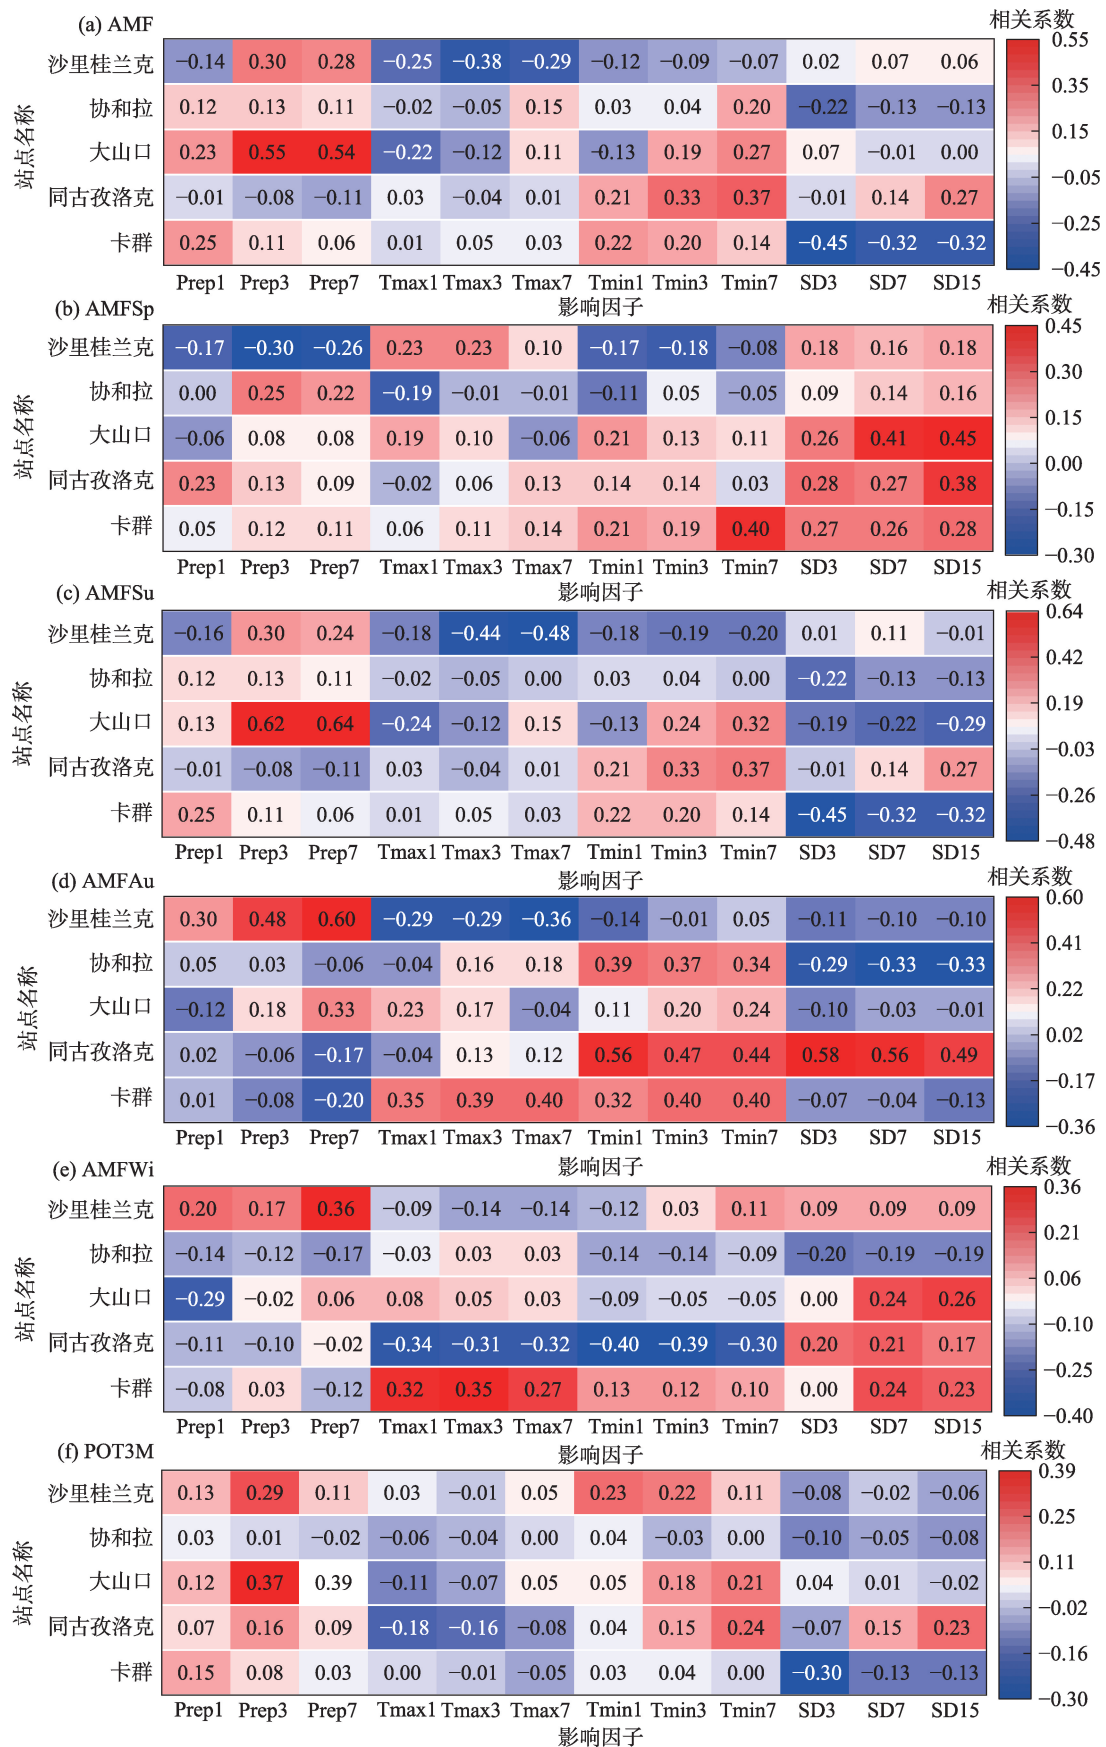 (a) AMF
相关系数
沙里桂兰克 −0.14 0.30 0.28 −0.25 −0.38 −0.29 −0.12 −0.09 −0.07 0.02 0.07 0.06
协和拉 0.12 0.13 0.11 −0.02 −0.05 0.15 0.03 0.04 0.20 −0.22 −0.13 −0.13
大山口 0.23 0.55 0.54 −0.22 −0.12 0.11 −0.13 0.19 0.27 0.07 −0.01 0.00
同古孜洛克 −0.01 −0.08 −0.11 0.03 −0.04 0.01 0.21 0.33 0.37 −0.01 0.14 0.27
卡群 0.25 0.11 0.06 0.01 0.05 0.03 0.22 0.20 0.14 −0.45 −0.32 −0.32
站点名称
Prep1 Prep3 Prep7 Tmax1 Tmax3 Tmax7 Tmin1 Tmin3 Tmin7 SD3 SD7 SD15
影响因子
0.55
0.35
0.15
−0.05
−0.25
−0.45
(b) AMFSp
相关系数
沙里桂兰克 −0.17 −0.30 −0.26 0.23 0.23 0.10 −0.17 −0.18 −0.08 0.18 0.16 0.18
协和拉 0.00 0.25 0.22 −0.19 −0.01 −0.01 −0.11 0.05 −0.05 0.09 0.14 0.16
大山口 −0.06 0.08 0.08 0.19 0.10 −0.06 0.21 0.13 0.11 0.26 0.41 0.45
同古孜洛克 0.23 0.13 0.09 −0.02 0.06 0.13 0.14 0.14 0.03 0.28 0.27 0.38
卡群 0.05 0.12 0.11 0.06 0.11 0.14 0.21 0.19 0.40 0.27 0.26 0.28
站点名称
Prep1 Prep3 Prep7 Tmax1 Tmax3 Tmax7 Tmin1 Tmin3 Tmin7 SD3 SD7 SD15
影响因子
0.45
0.30
0.15
0.00
−0.15
−0.30
(c) AMFSu
相关系数
沙里桂兰克 −0.16 0.30 0.24 −0.18 −0.44 −0.48 −0.18 −0.19 −0.20 0.01 0.11 −0.01
协和拉 0.12 0.13 0.11 −0.02 −0.05 0.00 0.03 0.04 0.00 −0.22 −0.13 −0.13
大山口 0.13 0.62 0.64 −0.24 −0.12 0.15 −0.13 0.24 0.32 −0.19 −0.22 −0.29
同古孜洛克 −0.01 −0.08 −0.11 0.03 −0.04 0.01 0.21 0.33 0.37 −0.01 0.14 0.27
卡群 0.25 0.11 0.06 0.01 0.05 0.03 0.22 0.20 0.14 −0.45 −0.32 −0.32
站点名称
Prep1 Prep3 Prep7 Tmax1 Tmax3 Tmax7 Tmin1 Tmin3 Tmin7 SD3 SD7 SD15
影响因子
0.64
0.42
0.19
−0.03
−0.26
−0.48
(d) AMFAu
相关系数
沙里桂兰克 0.30 0.48 0.60 −0.29 −0.29 −0.36 −0.14 −0.01 0.05 −0.11 −0.10 −0.10
协和拉 0.05 0.03 −0.06 −0.04 0.16 0.18 0.39 0.37 0.34 −0.29 −0.33 −0.33
大山口 −0.12 0.18 0.33 0.23 0.17 −0.04 0.11 0.20 0.24 −0.10 −0.03 −0.01
同古孜洛克 0.02 −0.06 −0.17 −0.04 0.13 0.12 0.56 0.47 0.44 0.58 0.56 0.49
卡群 0.01 −0.08 −0.20 0.35 0.39 0.40 0.32 0.40 0.40 −0.07 −0.04 −0.13
站点名称
Prep1 Prep3 Prep7 Tmax1 Tmax3 Tmax7 Tmin1 Tmin3 Tmin7 SD3 SD7 SD15
影响因子
0.60
0.41
0.22
0.02
−0.17
−0.36
(e) AMFWi
相关系数
沙里桂兰克 0.20 0.17 0.36 −0.09 −0.14 −0.14 −0.12 0.03 0.11 0.09 0.09 0.09
协和拉 −0.14 −0.12 −0.17 −0.03 0.03 0.03 −0.14 −0.14 −0.09 −0.20 −0.19 −0.19
大山口 −0.29 −0.02 0.06 0.08 0.05 0.03 −0.09 −0.05 −0.05 0.00 0.24 0.26
同古孜洛克 −0.11 −0.10 −0.02 −0.34 −0.31 −0.32 −0.40 −0.39 −0.30 0.20 0.21 0.17
卡群 −0.08 0.03 −0.12 0.32 0.35 0.27 0.13 0.12 0.10 0.00 0.24 0.23
站点名称
Prep1 Prep3 Prep7 Tmax1 Tmax3 Tmax7 Tmin1 Tmin3 Tmin7 SD3 SD7 SD15
影响因子
0.36
0.21
0.06
−0.10
−0.25
−0.40
(f) POT3M
相关系数
沙里桂兰克 0.13 0.29 0.11 0.03 −0.01 0.05 0.23 0.22 0.11 −0.08 −0.02 −0.06
协和拉 0.03 0.01 −0.02 −0.06 −0.04 0.00 0.04 −0.03 0.00 −0.10 −0.05 −0.08
大山口 0.12 0.37 0.39 −0.11 −0.07 0.05 0.05 0.18 0.21 0.04 0.01 −0.02
同古孜洛克 0.07 0.16 0.09 −0.18 −0.16 −0.08 0.04 0.15 0.24 −0.07 0.15 0.23
卡群 0.15 0.08 0.03 0.00 −0.01 −0.05 0.03 0.04 0.00 −0.30 −0.13 −0.13
站点名称
Prep1 Prep3 Prep7 Tmax1 Tmax3 Tmax7 Tmin1 Tmin3 Tmin7 SD3 SD7 SD15
影响因子
0.39
0.25
0.11
−0.02
−0.16
−0.30